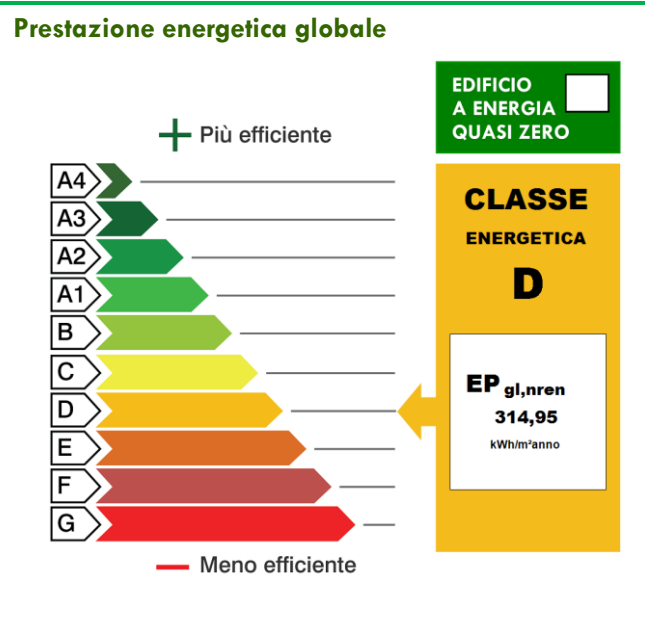 Prestazione energetica globale
EDIFICIO
A ENERGIA
QUASI ZERO
Più efficiente
A4
A3
A2
A1
B
C
D
E
F
G
Meno efficiente
CLASSE
ENERGETICA
D
EP gl,nren
314,95
kWh/m²anno